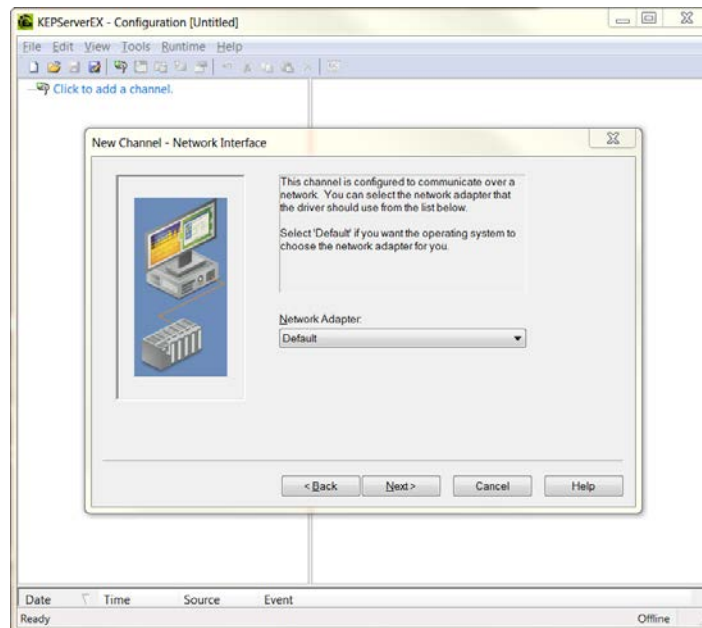 KEPServerEX - Configuration [Untitled]
File Edit View Tools Runtime Help
Click to add a channel.
New Channel - Network Interface
This channel is configured to communicate over a
network. You can select the network adapter that
the driver should use from the list below.
Select 'Default' if you want the operating system to
choose the network adapter for you.
Network Adapter:
Default
< Back Next > Cancel Help
Date Time Source Event
Ready Offline